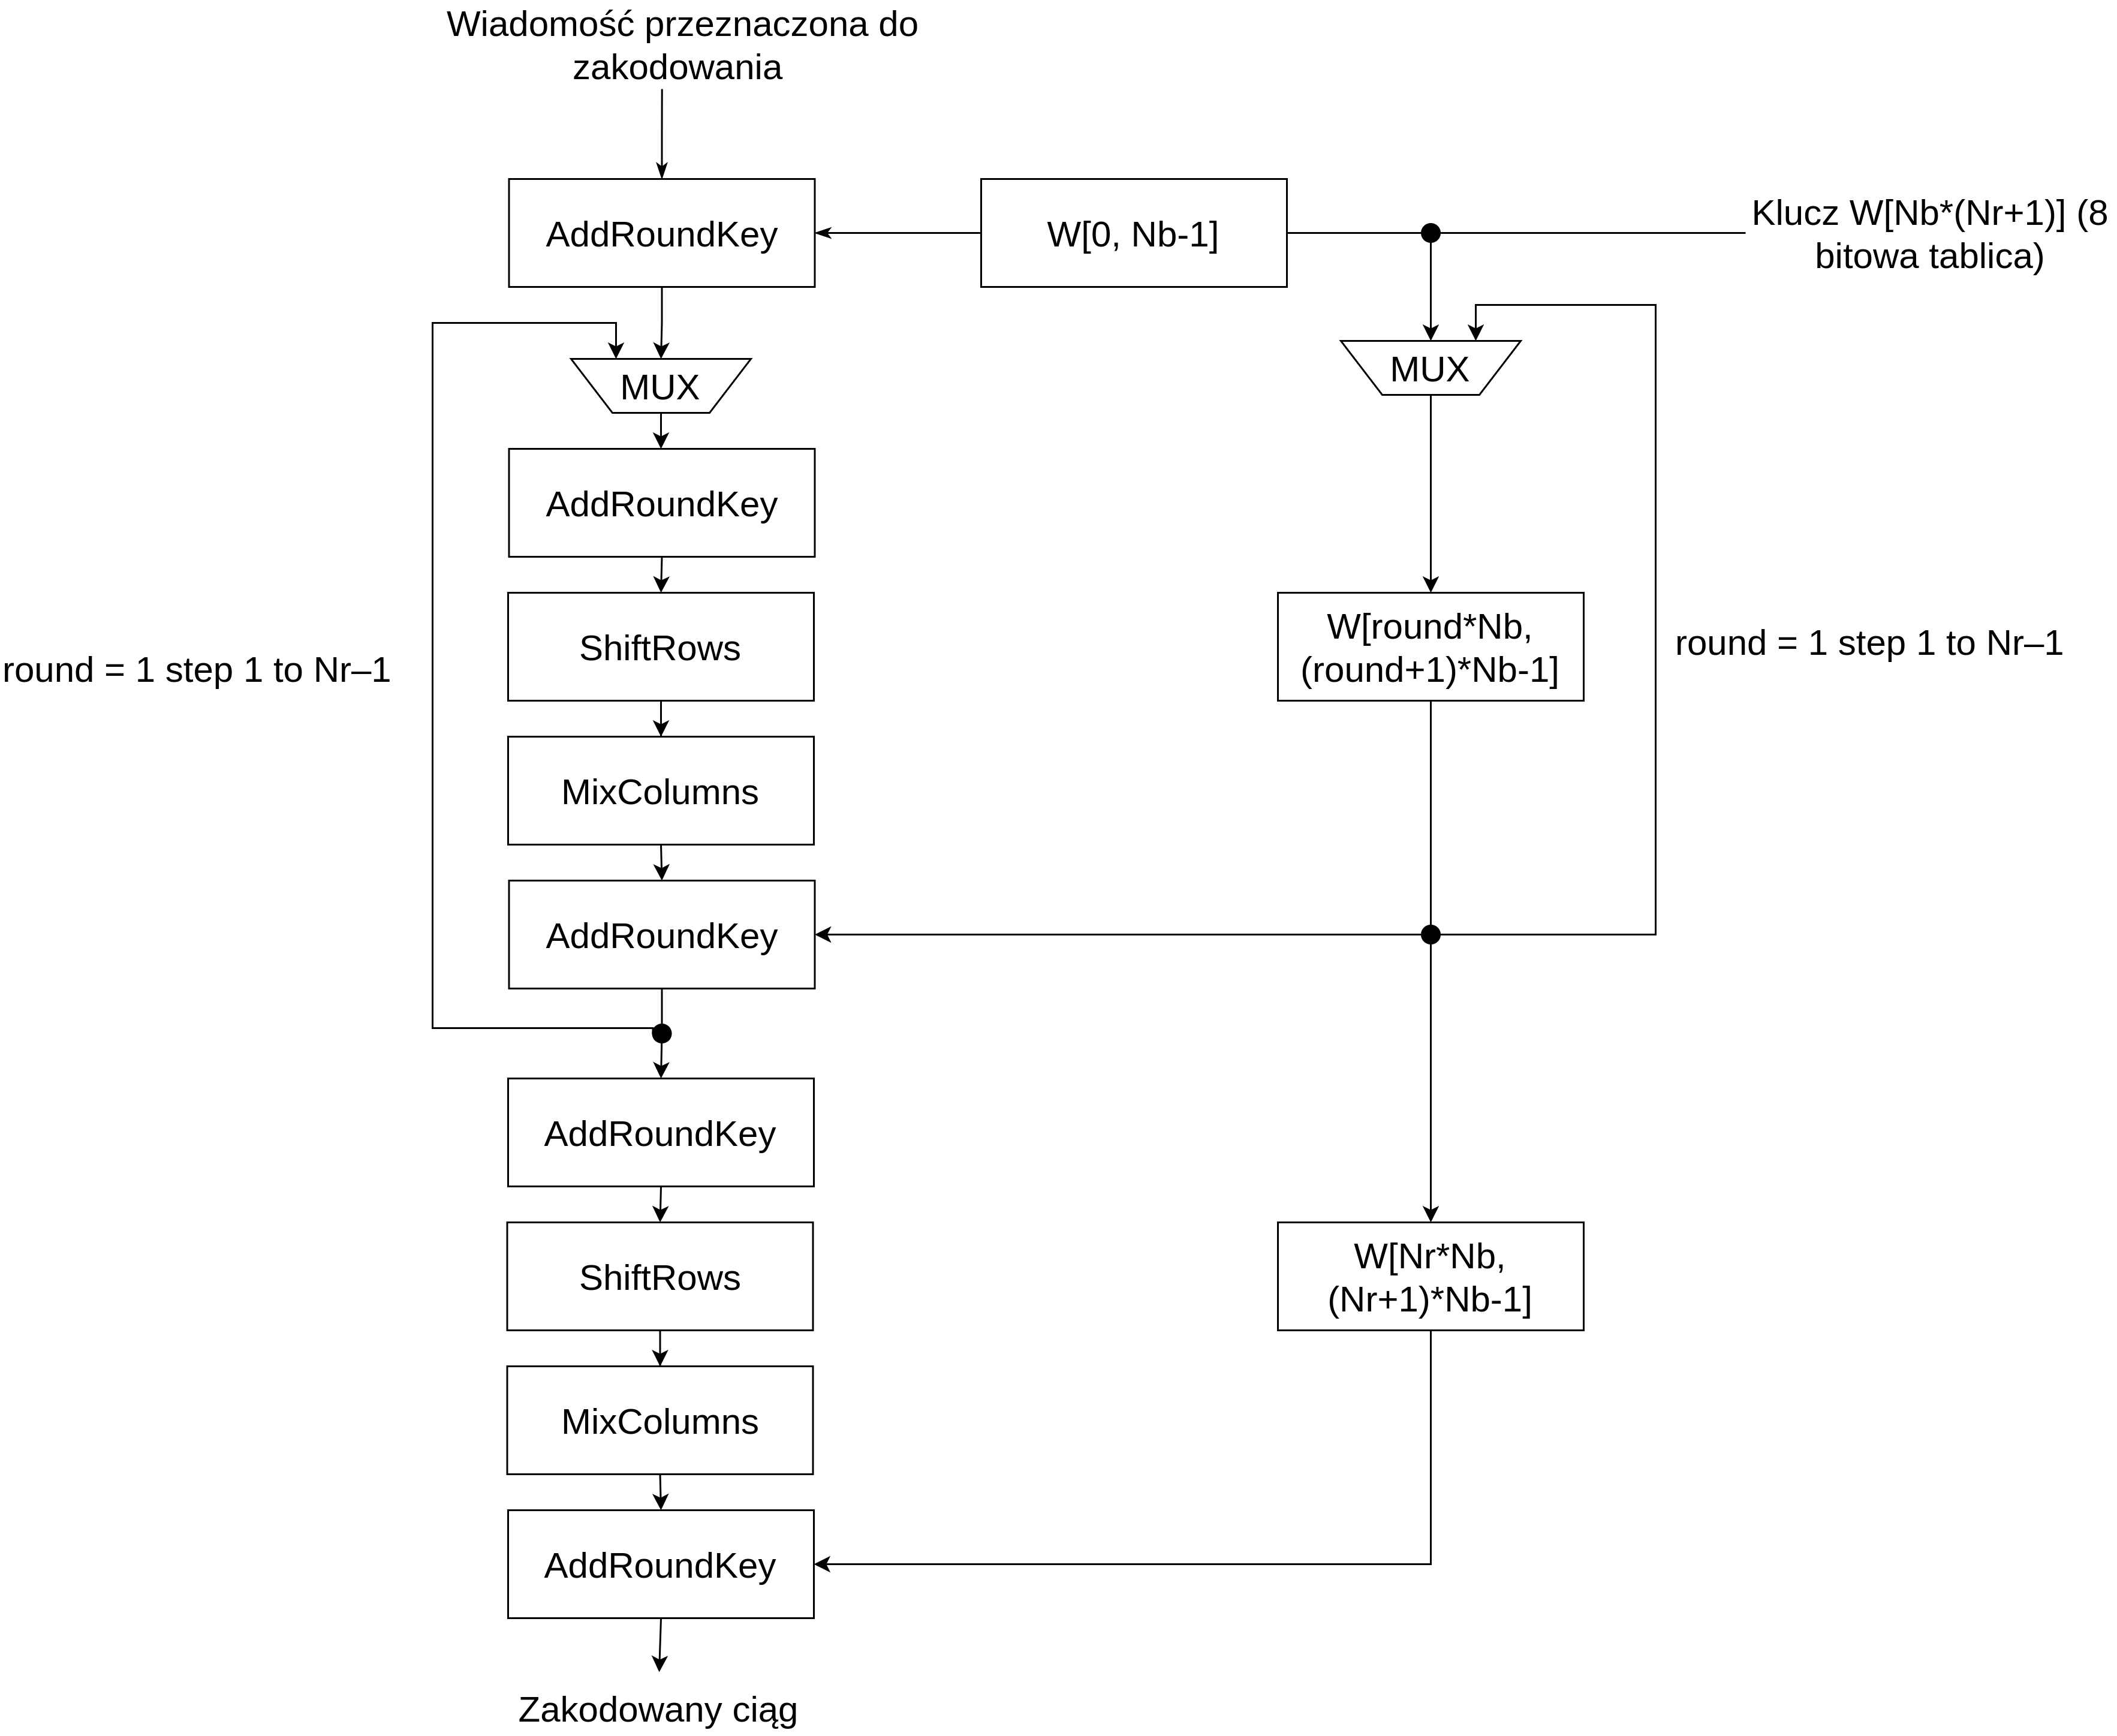 Wiadomość przeznaczona do
zakodowania
AddRoundKey
W[0, Nb-1]
Klucz W[Nb*(Nr+1)] (8
bitowa tablica)
MUX
MUX
AddRoundKey
ShiftRows
W[round*Nb,
(round+1)*Nb-1]
round = 1 step 1 to Nr–1
round = 1 step 1 to Nr–1
MixColumns
AddRoundKey
AddRoundKey
ShiftRows
W[Nr*Nb,
(Nr+1)*Nb-1]
MixColumns
AddRoundKey
Zakodowany ciąg